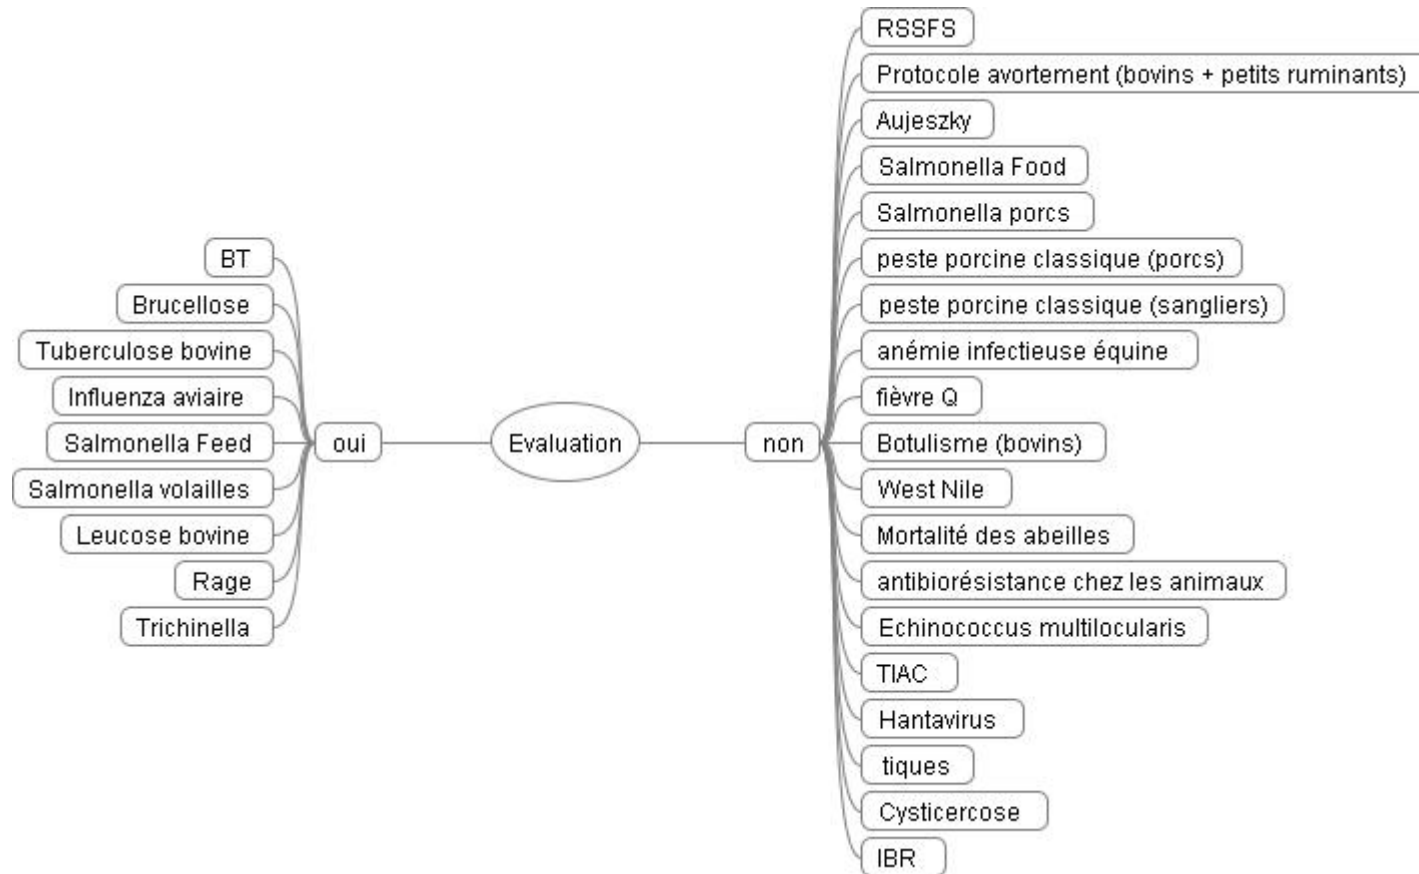 BT
Brucellose
Tuberculose bovine
Influenza aviaire
Salmonella Feed
Salmonella volailles
Leucose bovine
Rage
Trichinella
oui
Evaluation
non
RSSFS
Protocole avortement (bovins + petits ruminants)
Aujeszky
Salmonella Food
Salmonella porcs
peste porcine classique (porcs)
peste porcine classique (sangliers)
anémie infectieuse équine
fièvre Q
Botulisme (bovins)
West Nile
Mortalité des abeilles
antibiorésistance chez les animaux
Echinococcus multilocularis
TIAC
Hantavirus
tiques
Cysticercose
IBR